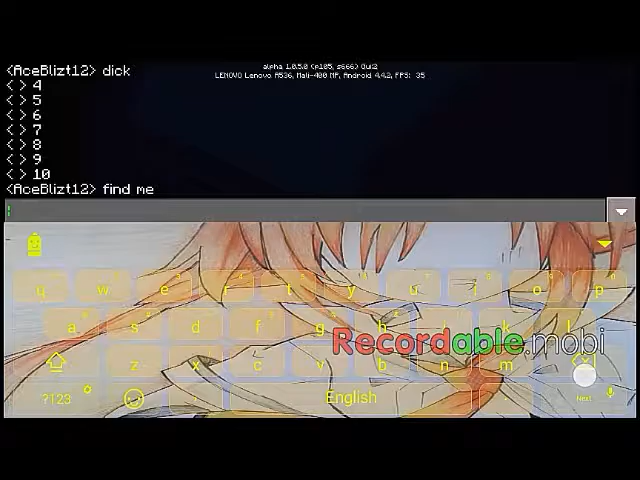 alpha 1.0.5.0 (p105, s666) Gui2
LENOVO Lenovo A536, Mali-400 MP, Android 4.4.2, FPS: 35
<AceBlizt12> dick
< > 4
< > 5
< > 6
< > 7
< > 8
< > 9
< > 10
<AceBlizt12> find me
q w e r t y u i o p
a s d f g h j k l
Recordable.mobi
z x c v b n m
?123 , English . Next